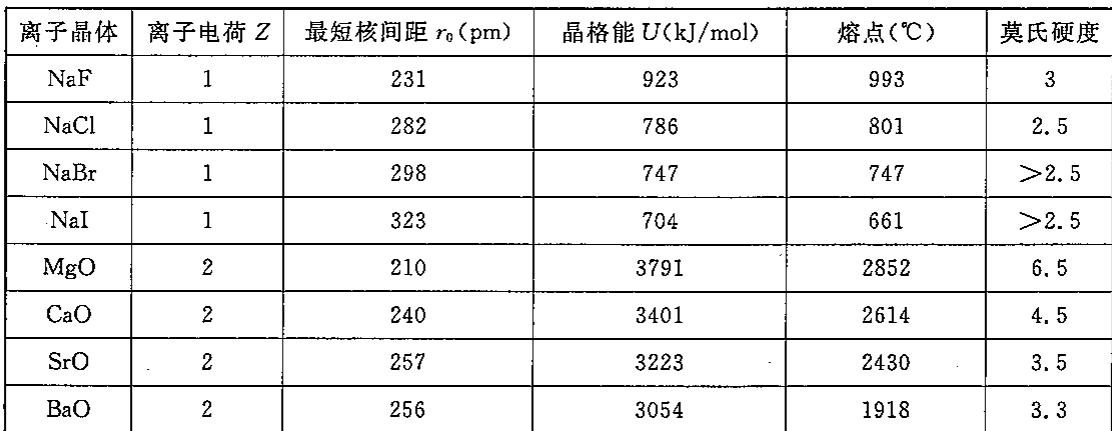 离子晶体 离子电荷 Z 最短核间距 r₀(pm) 晶格能 U(kJ/mol) 熔点(℃) 莫氏硬度
NaF 1 231 923 993 3
NaCl 1 282 786 801 2.5
NaBr 1 298 747 747 >2.5
NaI 1 323 704 661 >2.5
MgO 2 210 3791 2852 6.5
CaO 2 240 3401 2614 4.5
SrO 2 257 3223 2430 3.5
BaO 2 256 3054 1918 3.3